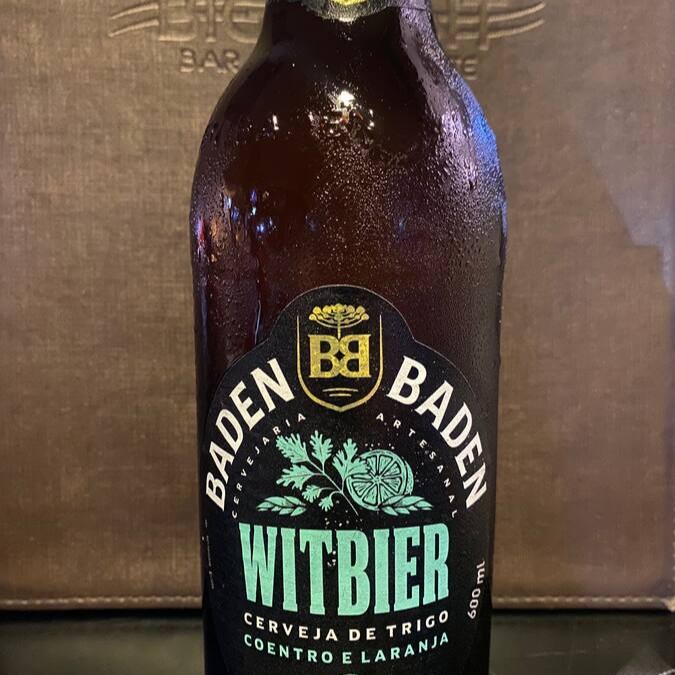 BAR
BB
BADEN BADEN
CERVEJARIA ARTESANAL
WITBIER
CERVEJA DE TRIGO
COENTRO E LARANJA
600 ml